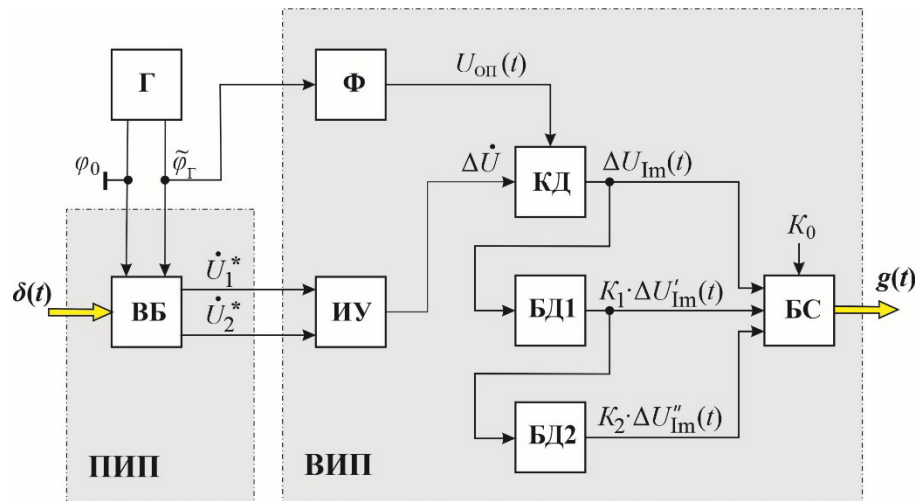 Г
Ф
U_ОП(t)
φ₀
φ̃_Г
ΔU̇
КД
ΔU_Im(t)
K₀
U̇₁*
δ(t)
ВБ
U̇₂*
ИУ
БД1
K₁·ΔU′_Im(t)
БС
g(t)
БД2
K₂·ΔU″_Im(t)
ПИП
ВИП